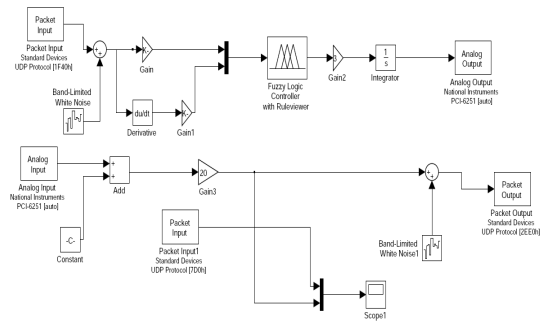 Packet
Input
Packet Input
Standard Devices
UDP Protocol [1F40h]
Band-Limited
White Noise
+
+
K-
Gain
du/dt
Derivative
K-
Gain1
Fuzzy Logic
Controller
with Ruleviewer
3
Gain2
1
s
Integrator
Analog
Output
Analog Output
National Instruments
PCI-6251 [auto]
Analog
Input
Analog Input
National Instruments
PCI-6251 [auto]
-C-
Constant
+
+
Add
20
Gain3
Packet
Input
Packet Input1
Standard Devices
UDP Protocol [7D0h]
Scope1
+
+
Band-Limited
White Noise1
Packet
Output
Packet Output
Standard Devices
UDP Protocol [2EE0h]